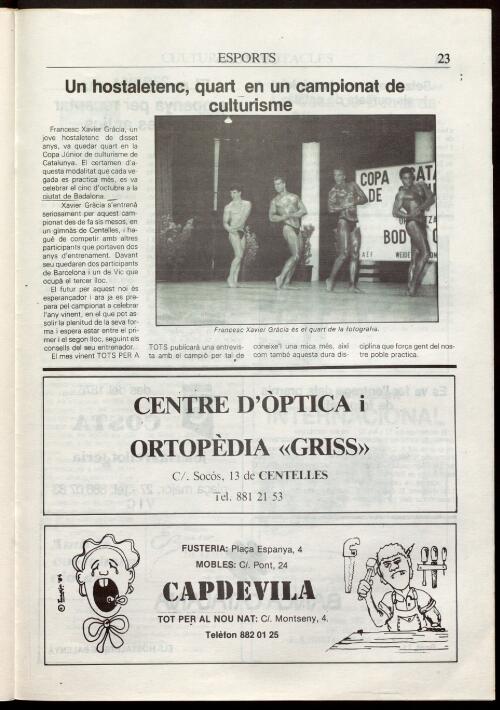 ESPORTS
23
Un hostaletenc, quart en un campionat de
culturisme
Francesc Xavier Gràcia, un
jove hostaletenc de disset
anys, va quedar quart en la
Copa Júnior de culturisme de
Catalunya. El certamen d'a-
questa modalitat que cada ve-
gada es practica més, es va
celebrar el cinc d'octubre a la
ciutat de Badalona.
Xavier Gràcia s'entrenà
seriosament per aquest cam-
pionat des de fa sis mesos, en
un gimnàs de Centelles, i ha-
gué de competir amb altres
participants que portaven dos
anys d'entrenament. Davant
seu quedaren dos participants
de Barcelona i un de Vic que
ocupà el tercer lloc.
El futur per aquest noi és
esperançador i ara ja es pre-
para pel campionat a celebrar
l'any vinent, en el que pot as-
solir la plenitud de la seva for-
ma i espera estar entre el pri-
mer i el segon lloc, seguint els
consells del seu entrenador.
El mes vinent TOTS PER A
COPA
DE
BOD
AEF
WEIDE
Francesc Xavier Gràcia és el quart de la fotografia.
TOTS publicarà una entrevis-
ta amb el campió per tal de
conèixe'l una mica més, així
com també aquesta dura dis-
ciplina que força gent del nos-
tre poble practica.
CENTRE D'ÒPTICA i
ORTOPÈDIA «GRISS»
C/. Socós, 13 de CENTELLES
Tel. 881 21 53
FUSTERIA: Plaça Espanya, 4
MOBLES: C/. Pont, 24
CAPDEVILA
TOT PER AL NOU NAT: C/. Montseny, 4.
Telèfon 882 01 25